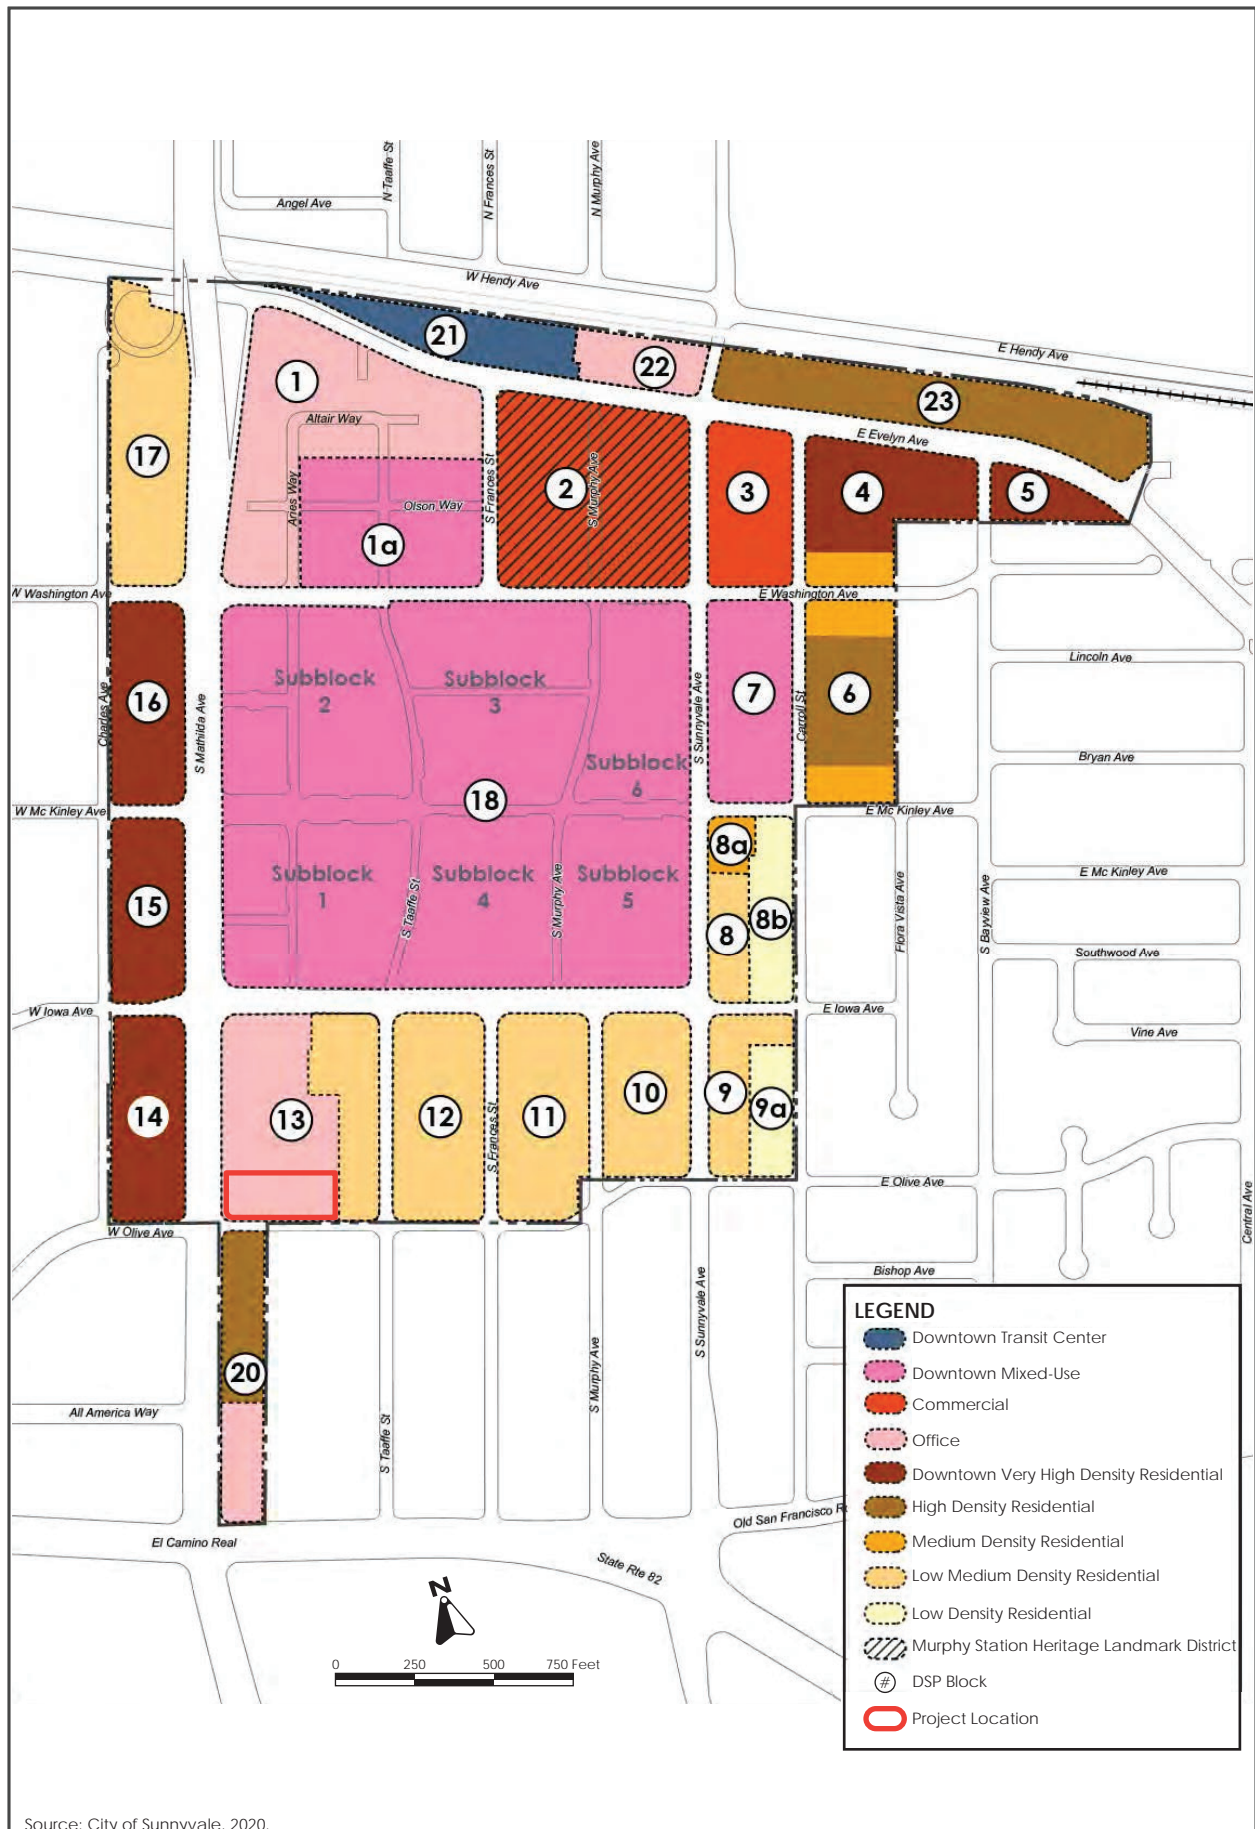 N Taaffe St
N Frances St
N Murphy Ave
Angel Ave
W Hendy Ave
E Hendy Ave
21
22
1
23
Altair Way
E Evelyn Ave
17
2
3
4
5
Aries Way
S Frances St
S Murphy Ave
Olson Way
1a
W Washington Ave
E Washington Ave
Lincoln Ave
Subblock
2
Subblock
3
16
7
6
Charles Ave
S Mathilda Ave
S Sunnyvale Ave
Carroll St
Bryan Ave
Subblock
6
18
W Mc Kinley Ave
E Mc Kinley Ave
8a
E Mc Kinley Ave
Subblock
1
Subblock
4
Subblock
5
15
S Taaffe St
S Murphy Ave
8
8b
Flora Vista Ave
S Bayview Ave
Southwood Ave
W Iowa Ave
E Iowa Ave
Vine Ave
14
13
12
S Frances St
11
10
9
9a
E Olive Ave
Central Ave
W Olive Ave
Bishop Ave
S Sunnyvale Ave
20
S Murphy Ave
All America Way
S Taaffe St
El Camino Real
Old San Francisco R
State Rte 82
N
0 250 500 750 Feet
LEGEND
Downtown Transit Center
Downtown Mixed-Use
Commercial
Office
Downtown Very High Density Residential
High Density Residential
Medium Density Residential
Low Medium Density Residential
Low Density Residential
Murphy Station Heritage Landmark District
# DSP Block
Project Location
Source: City of Sunnyvale, 2020.